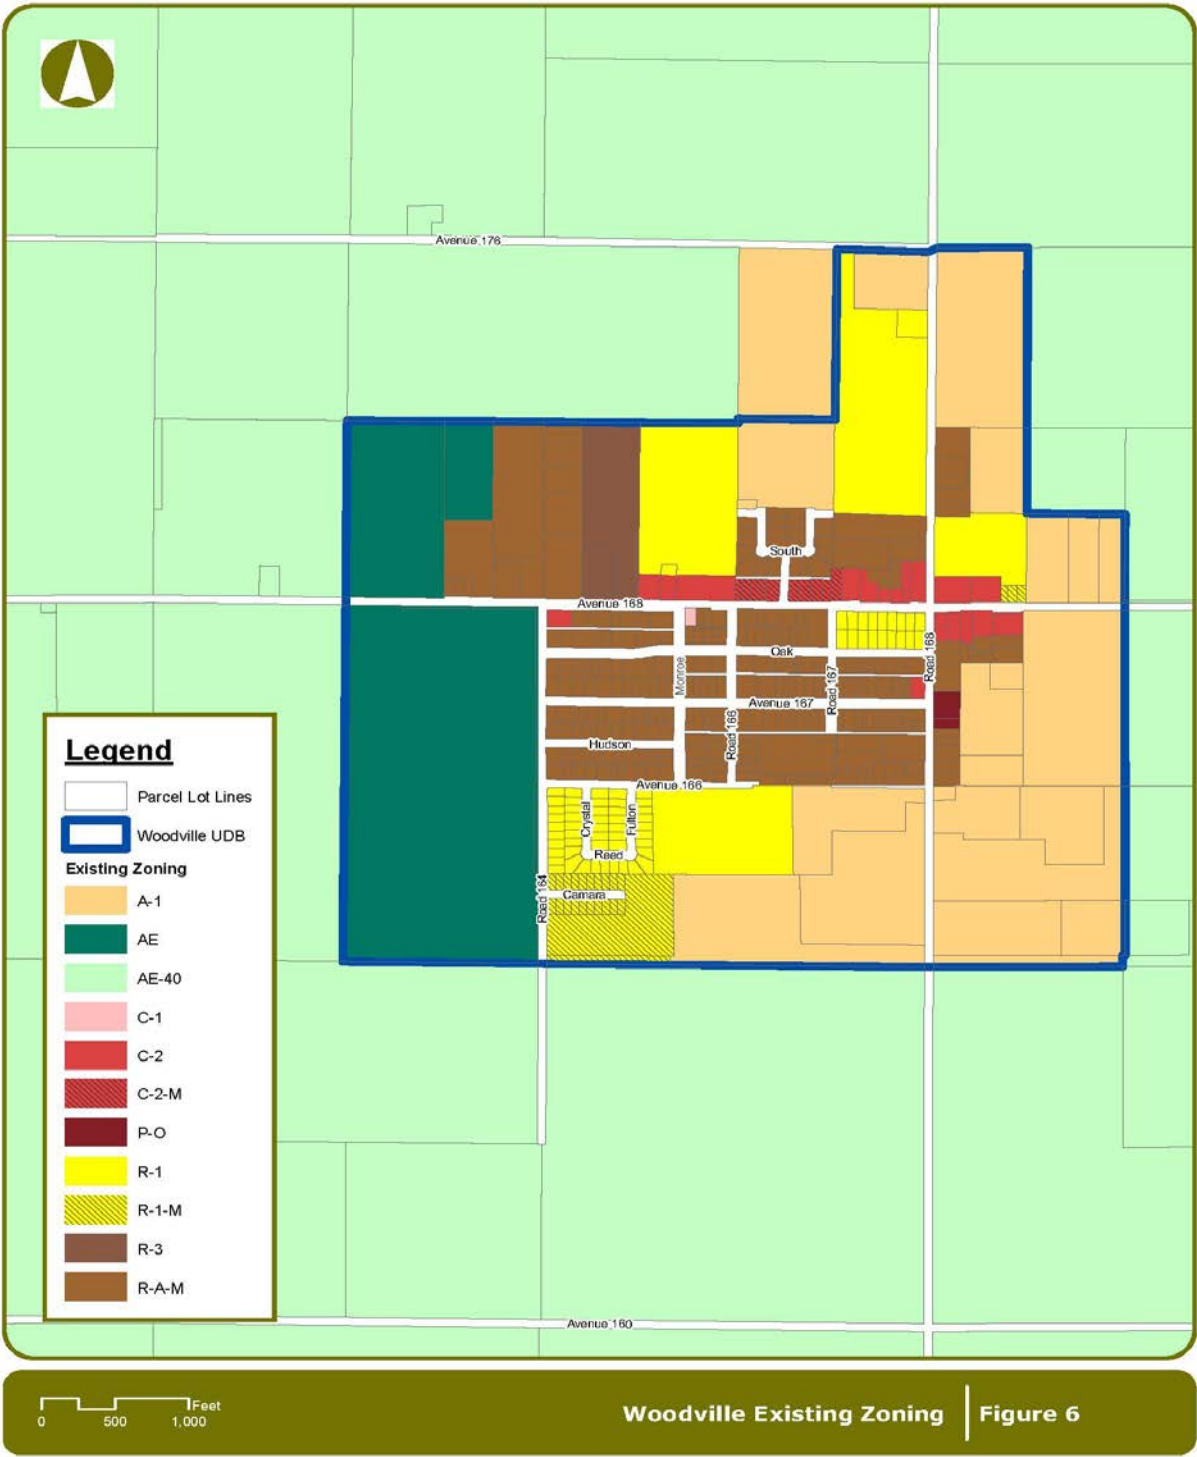 Avenue 176
South
Avenue 168
Oak
Monroe
Road 168
Road 167
Avenue 167
Road 166
Hudson
Avenue 166
Crystal
Fulton
Reed
Camara
Road 164
Legend
Parcel Lot Lines
Woodville UDB
Existing Zoning
A-1
AE
AE-40
C-1
C-2
C-2-M
P-O
R-1
R-1-M
R-3
R-A-M
Avenue 160
Feet
0 500 1,000
Woodville Existing Zoning Figure 6